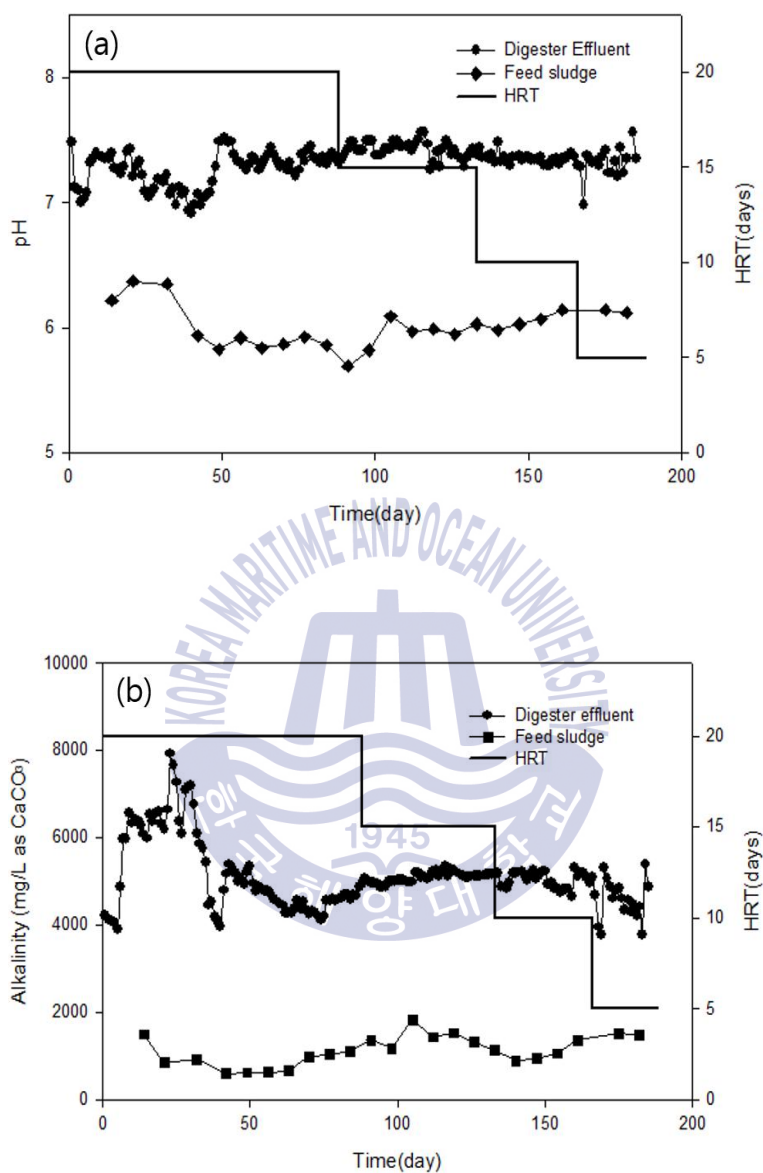 (a)
Digester Effluent
Feed sludge
HRT
pH
8
7
6
5
HRT(days)
20
15
10
5
0
0 50 100 150 200
Time(day)
KOREA MARITIME AND OCEAN UNIVERSITY
1945
한국해양대학교
(b)
Digester effluent
Feed sludge
HRT
Alkalinity (mg/L as CaCO₃)
10000
8000
6000
4000
2000
0
HRT(days)
20
15
10
5
0
0 50 100 150 200
Time(day)